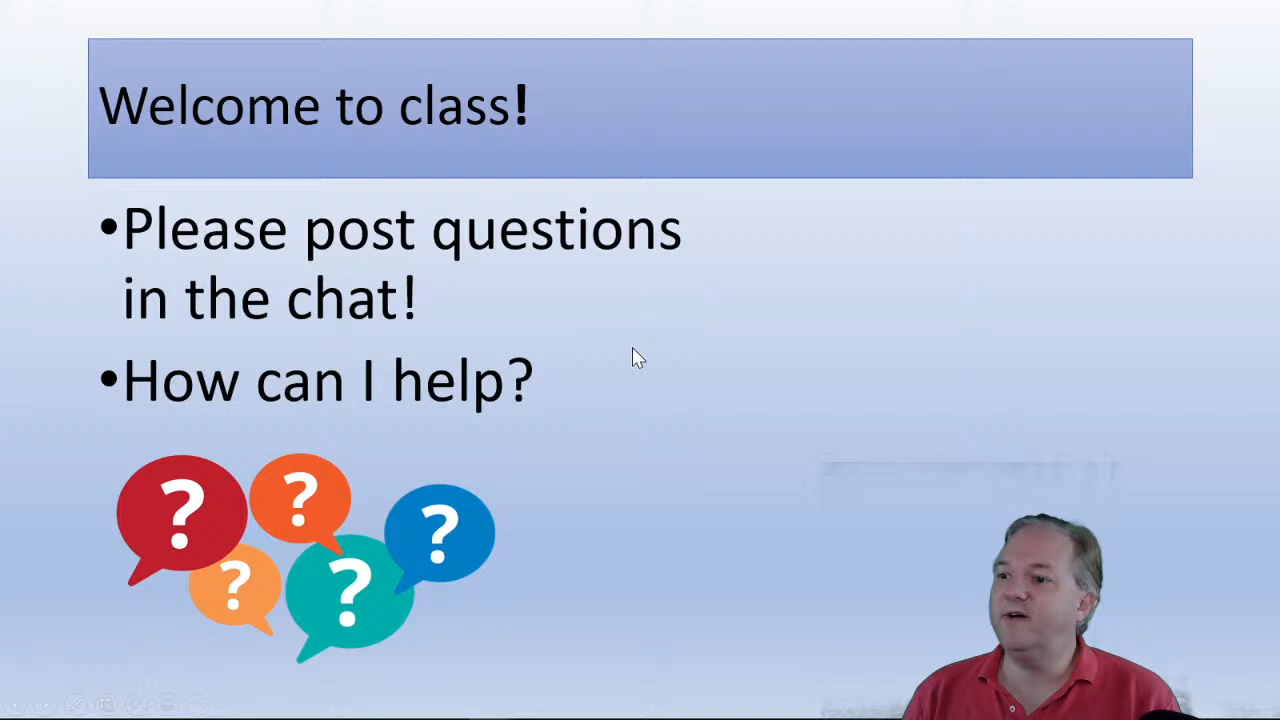 Welcome to class!
•Please post questions
in the chat!
•How can I help?
?
?
?
?
?